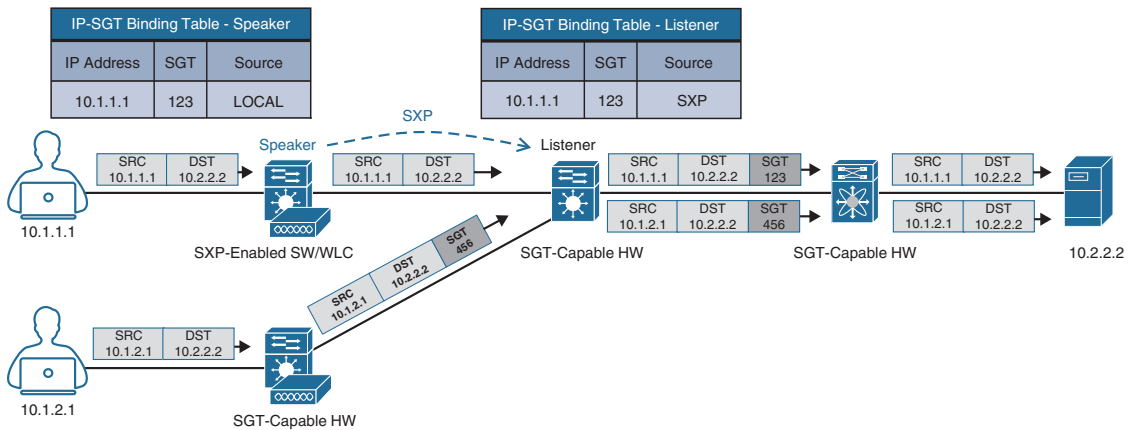 IP-SGT Binding Table - Speaker
IP Address SGT Source
10.1.1.1 123 LOCAL
IP-SGT Binding Table - Listener
IP Address SGT Source
10.1.1.1 123 SXP
SXP
Speaker
Listener
SRC DST
10.1.1.1 10.2.2.2
SRC DST
10.1.1.1 10.2.2.2
SRC DST SGT
10.1.1.1 10.2.2.2 123
SRC DST
10.1.1.1 10.2.2.2
SRC DST SGT
10.1.2.1 10.2.2.2 456
SRC DST
10.1.2.1 10.2.2.2
10.1.1.1
SXP-Enabled SW/WLC
SGT-Capable HW
SGT-Capable HW
10.2.2.2
SRC DST SGT
10.1.2.1 10.2.2.2 456
SRC DST
10.1.2.1 10.2.2.2
10.1.2.1
SGT-Capable HW